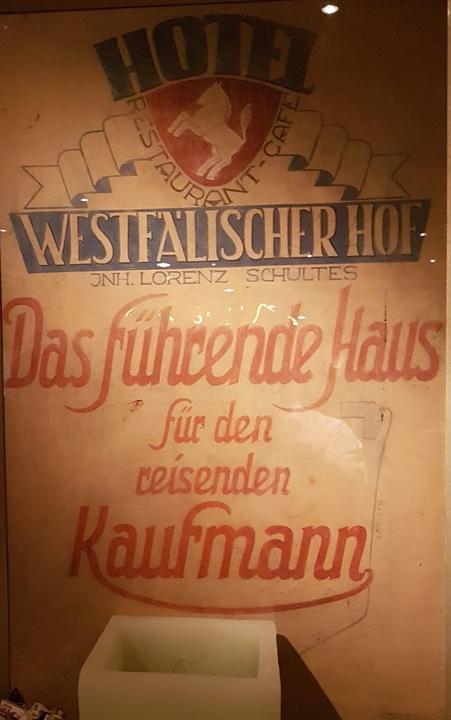 HOTEL
RESTAURANT-CAFE
WESTFÄLISCHER HOF
JNH. LORENZ SCHULTES
Das führende Haus
für den
reisenden
Kaufmann